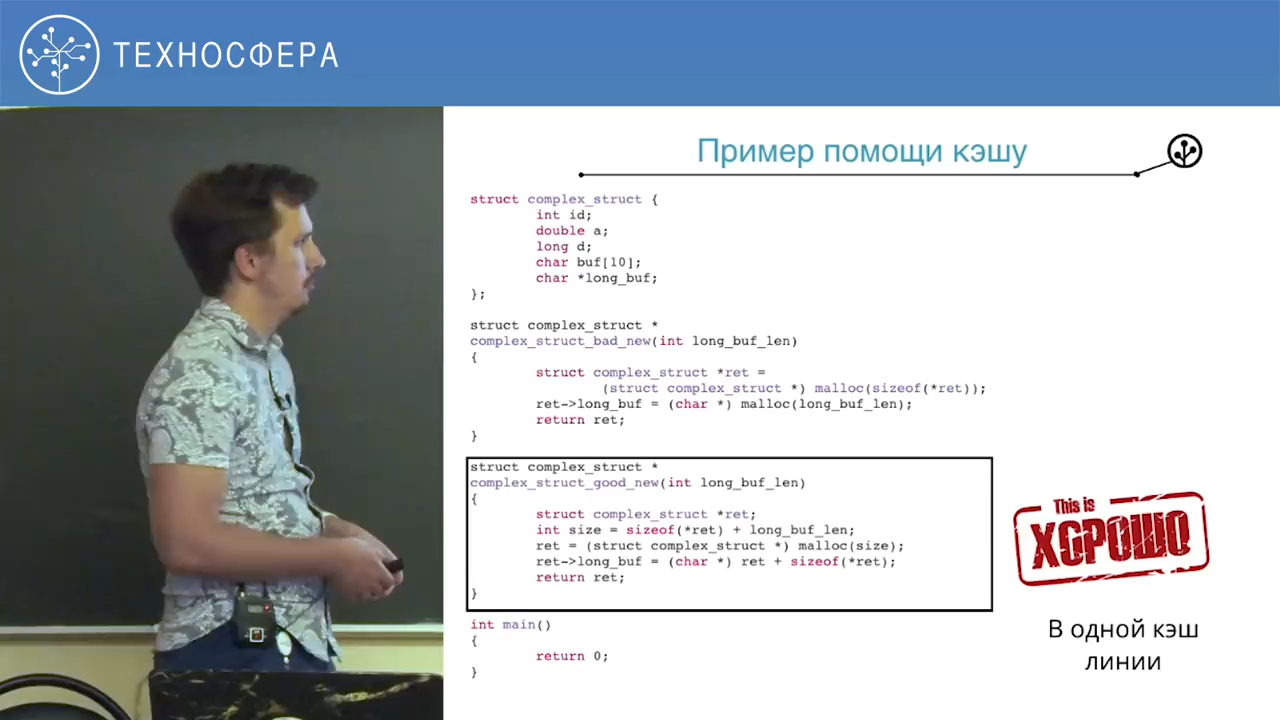 ТЕХНОСФЕРА
Пример помощи кэшу
struct complex_struct {
int id;
double a;
long d;
char buf[10];
char *long_buf;
};
struct complex_struct *
complex_struct_bad_new(int long_buf_len)
{
struct complex_struct *ret =
(struct complex_struct *) malloc(sizeof(*ret));
ret->long_buf = (char *) malloc(long_buf_len);
return ret;
}
struct complex_struct *
complex_struct_good_new(int long_buf_len)
{
struct complex_struct *ret;
int size = sizeof(*ret) + long_buf_len;
ret = (struct complex_struct *) malloc(size);
ret->long_buf = (char *) ret + sizeof(*ret);
return ret;
}
This is
ХОРОШО
В одной кэш
линии
int main()
{
return 0;
}